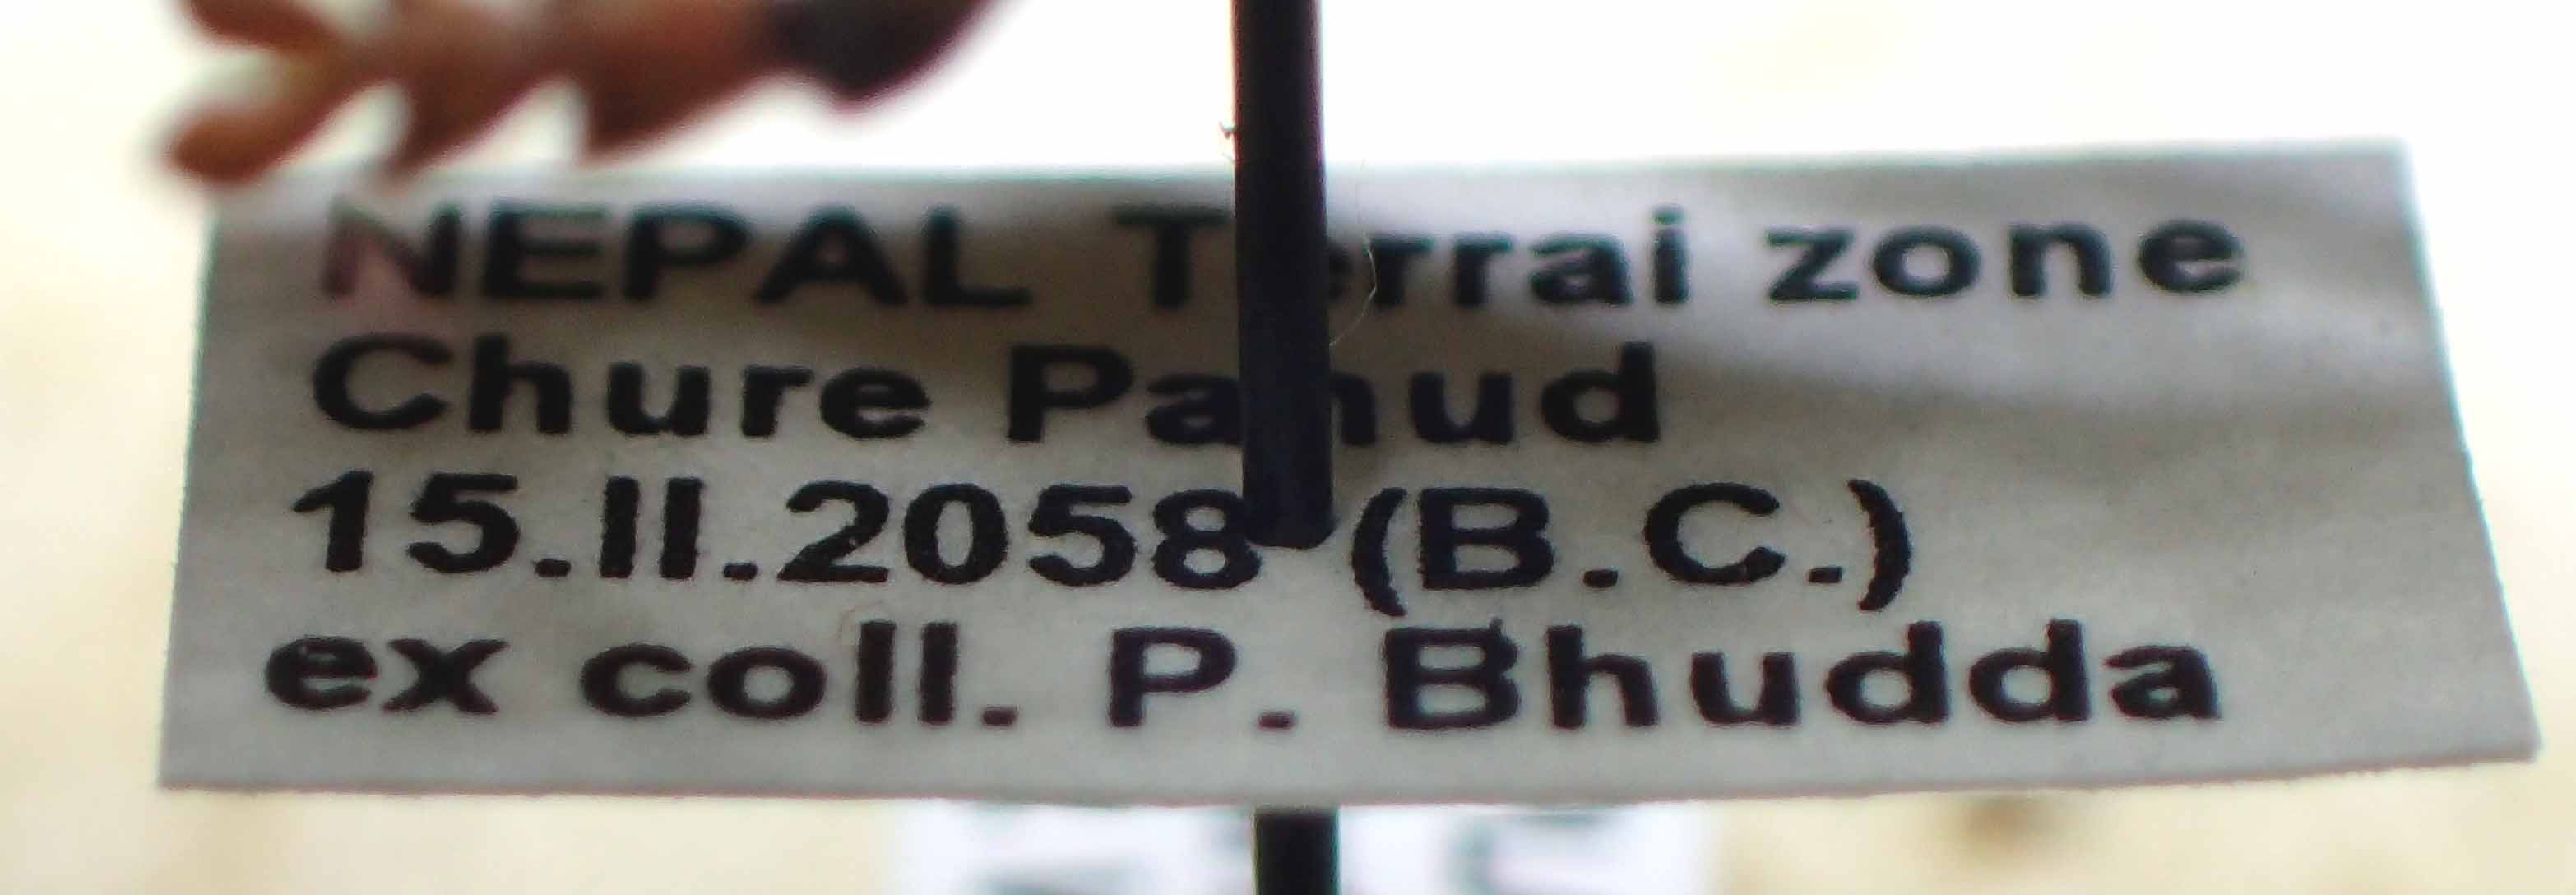 NEPAL Terrai zone
Chure Pahud
15.II.2058 (B.C.)
ex coll. P. Bhudda